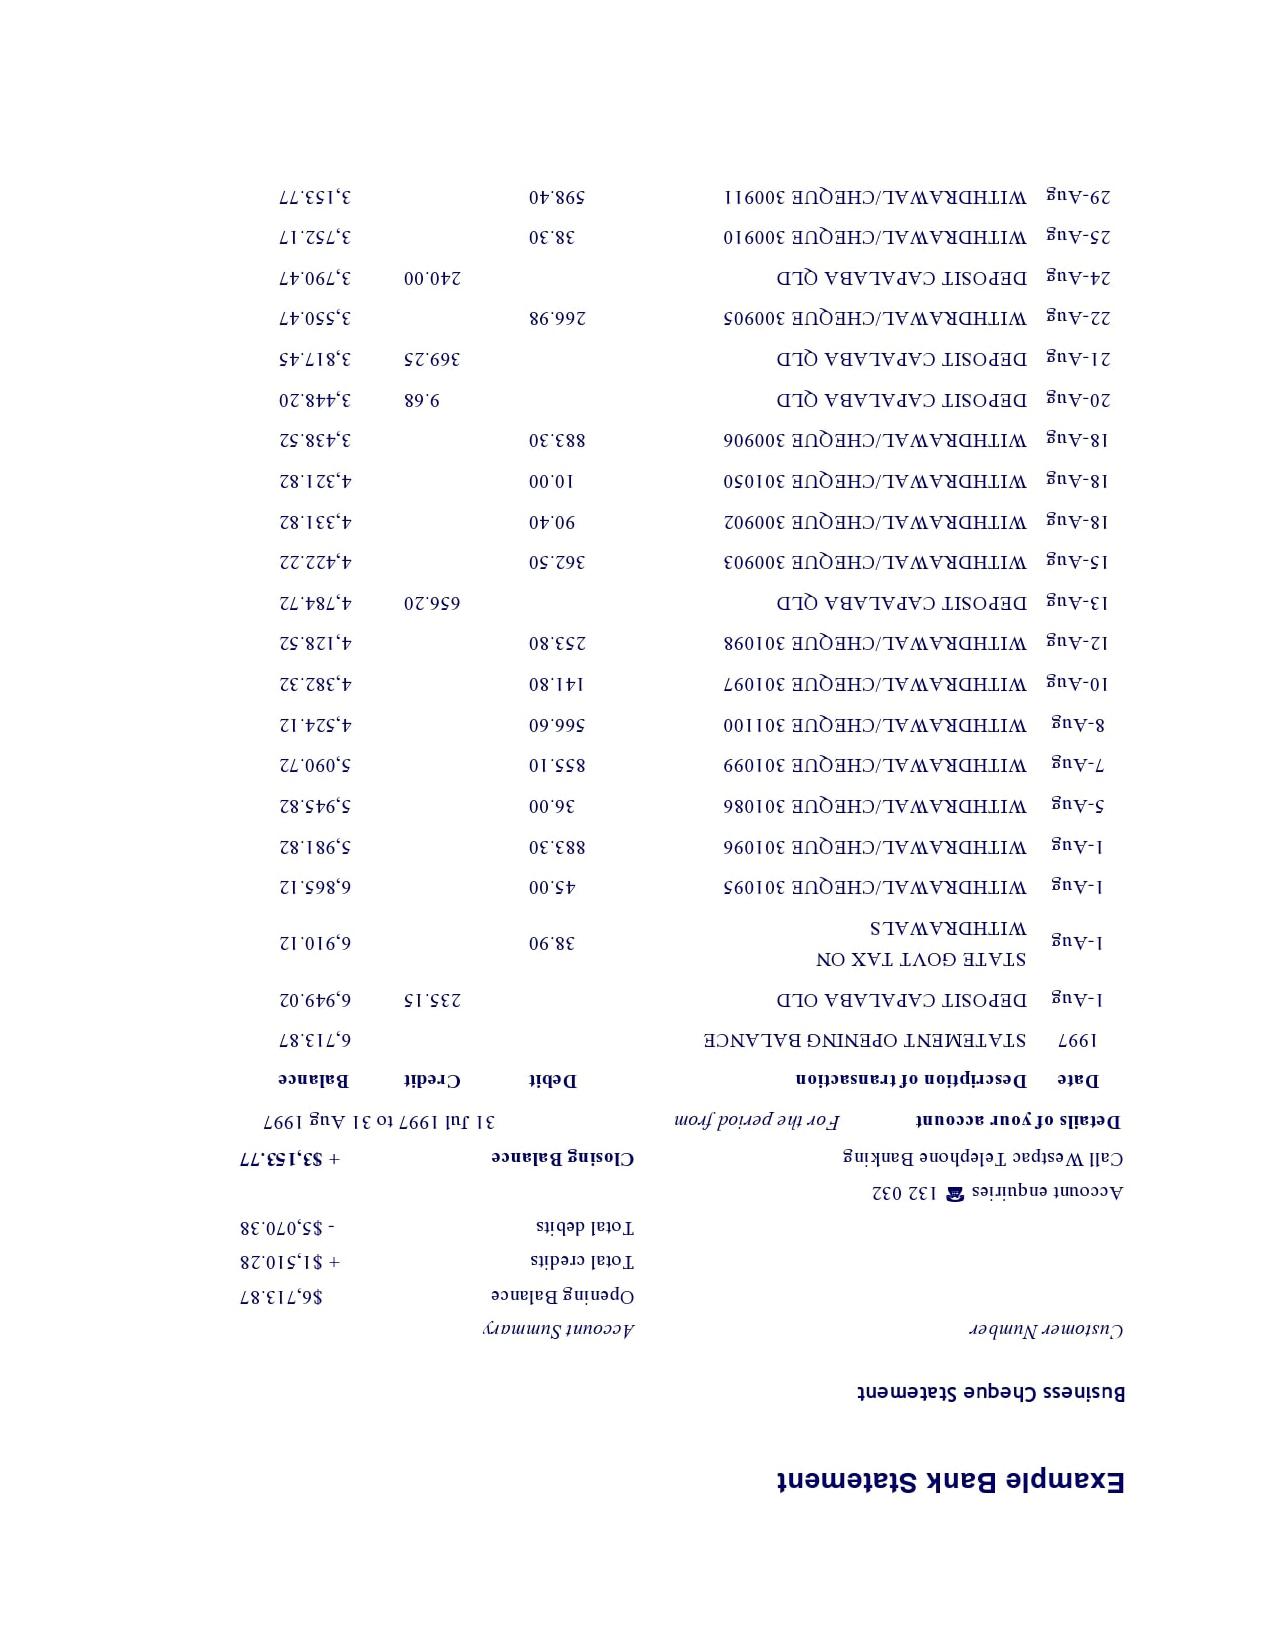 Example Bank Statement
Business Cheque Statement
Customer Number Account Summary
Opening Balance $6,713.87
Total credits + $1,510.28
Total debits - $5,070.38
Account enquiries ☎ 132 032
Call Westpac Telephone Banking Closing Balance + $3,153.77
Details of your account For the period from 31 Jul 1997 to 31 Aug 1997
Date Description of transaction Debit Credit Balance
1997 STATEMENT OPENING BALANCE 6,713.87
1-Aug DEPOSIT CAPALABA OLD 235.15 6,949.02
1-Aug STATE GOVT TAX ON
WITHDRAWALS 38.90 6,910.12
1-Aug WITHDRAWAL/CHEQUE 301095 45.00 6,865.12
1-Aug WITHDRAWAL/CHEQUE 301096 883.30 5,981.82
5-Aug WITHDRAWAL/CHEQUE 301086 36.00 5,945.82
7-Aug WITHDRAWAL/CHEQUE 301099 855.10 5,090.72
8-Aug WITHDRAWAL/CHEQUE 301100 566.60 4,524.12
10-Aug WITHDRAWAL/CHEQUE 301097 141.80 4,382.32
12-Aug WITHDRAWAL/CHEQUE 301098 253.80 4,128.52
13-Aug DEPOSIT CAPALABA QLD 656.20 4,784.72
15-Aug WITHDRAWAL/CHEQUE 300903 362.50 4,422.22
18-Aug WITHDRAWAL/CHEQUE 300902 90.40 4,331.82
18-Aug WITHDRAWAL/CHEQUE 301050 10.00 4,321.82
18-Aug WITHDRAWAL/CHEQUE 300906 883.30 3,438.52
20-Aug DEPOSIT CAPALABA QLD 9.68 3,448.20
21-Aug DEPOSIT CAPALABA QLD 369.25 3,817.45
22-Aug WITHDRAWAL/CHEQUE 300905 266.98 3,550.47
24-Aug DEPOSIT CAPALABA QLD 240.00 3,790.47
25-Aug WITHDRAWAL/CHEQUE 300910 38.30 3,752.17
29-Aug WITHDRAWAL/CHEQUE 300911 598.40 3,153.77